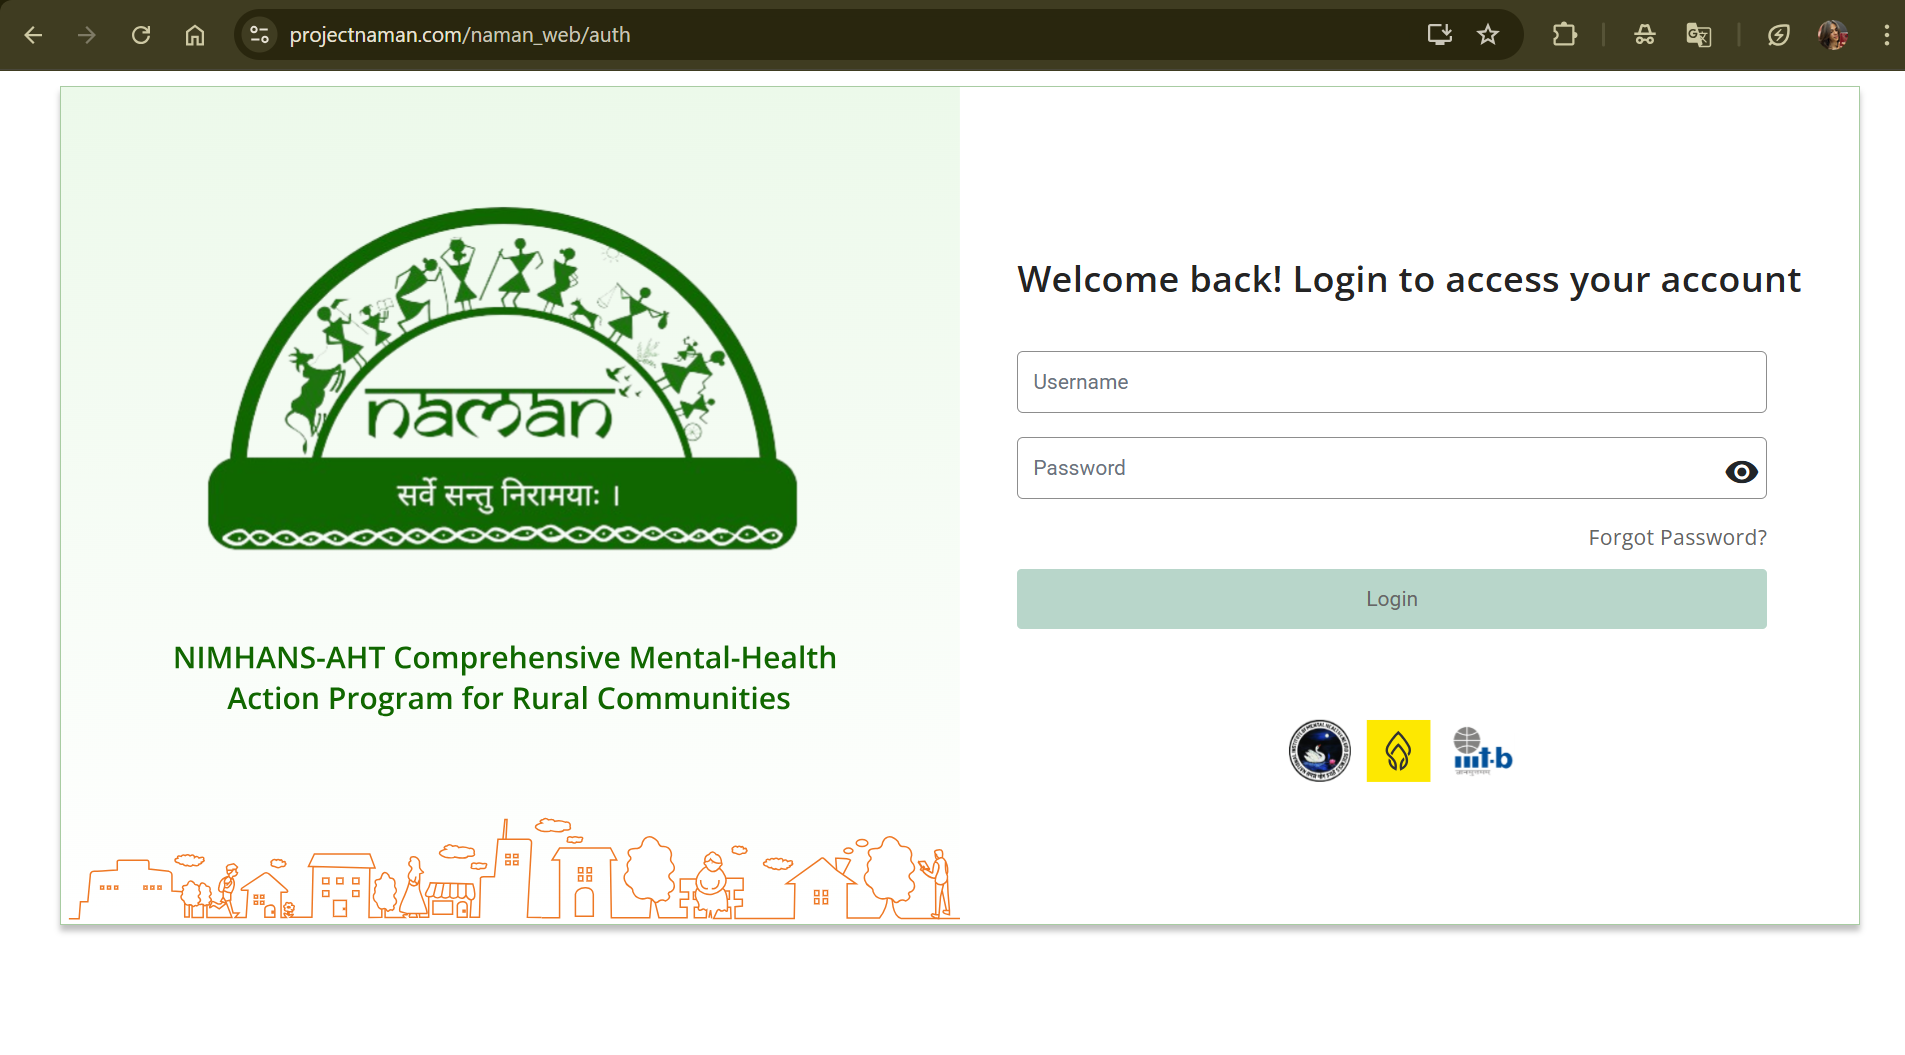 projectnaman.com/naman_web/auth
naman
सर्वे सन्तु निरामयाः ।
NIMHANS-AHT Comprehensive Mental-Health
Action Program for Rural Communities
Welcome back! Login to access your account
Username
Password
Forgot Password?
Login
iiit-b